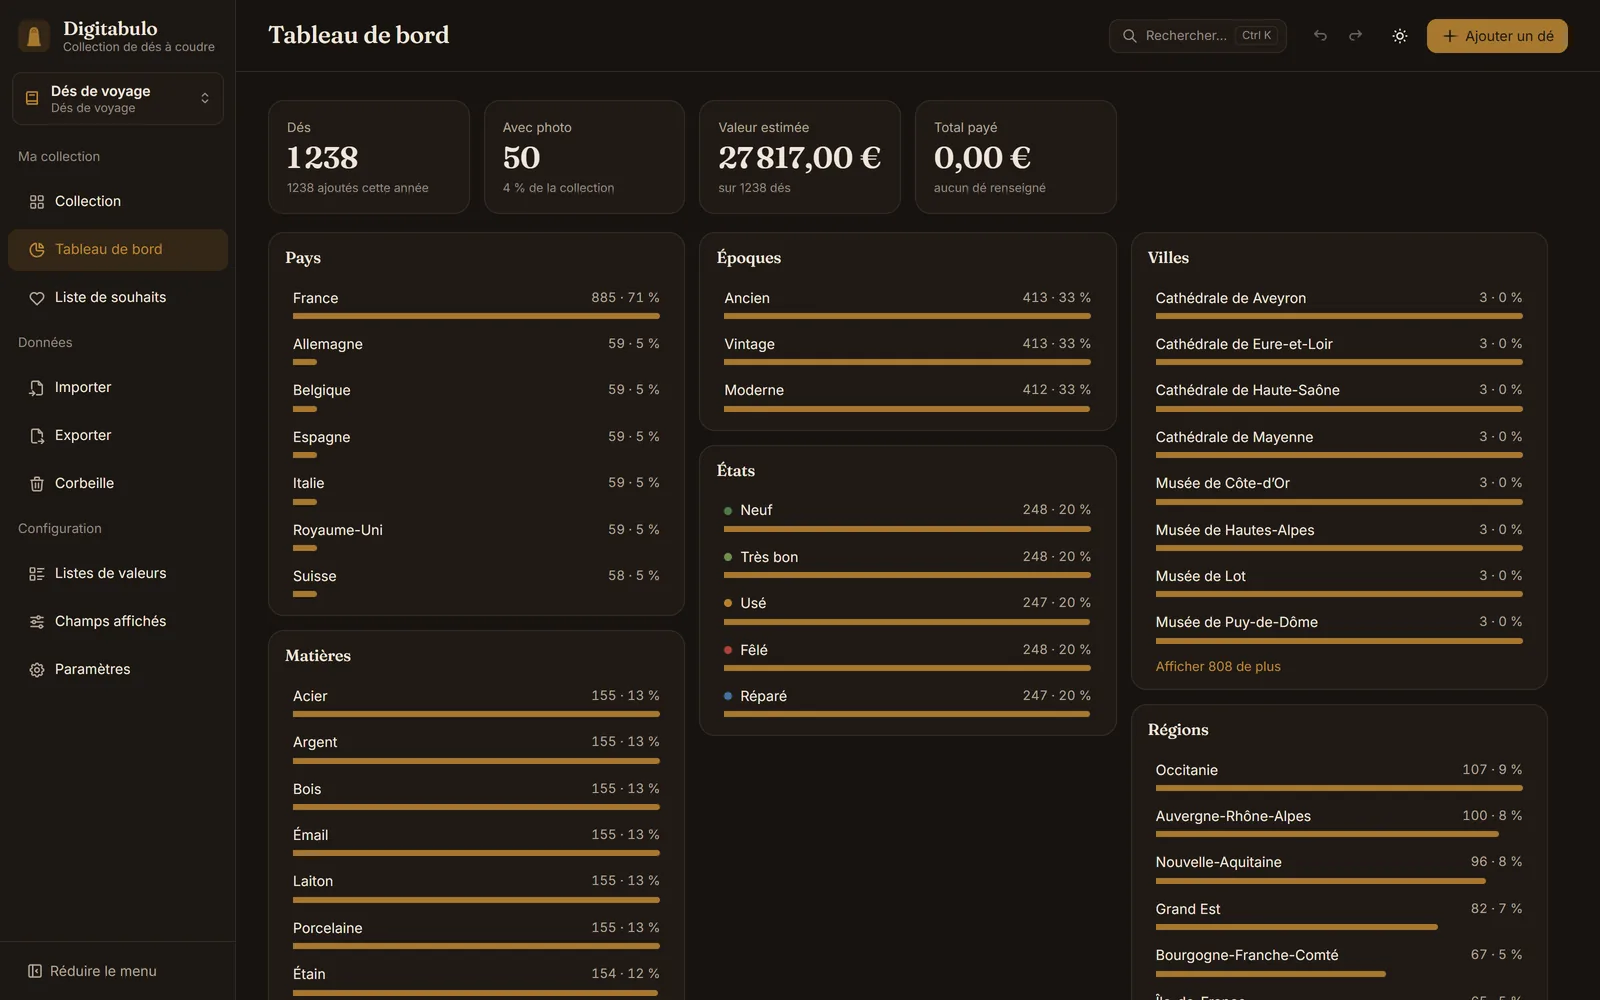 Digitabulo
Collection de dés à coudre
Dés de voyage
Dés de voyage
Ma collection
Collection
Tableau de bord
Liste de souhaits
Données
Importer
Exporter
Corbeille
Configuration
Listes de valeurs
Champs affichés
Paramètres
Réduire le menu
Tableau de bord
Rechercher... Ctrl K
Ajouter un dé
Dés
1 238
1238 ajoutés cette année
Avec photo
50
4 % de la collection
Valeur estimée
27 817,00 €
sur 1238 dés
Total payé
0,00 €
aucun dé renseigné
Pays
France 885 · 71 %
Allemagne 59 · 5 %
Belgique 59 · 5 %
Espagne 59 · 5 %
Italie 59 · 5 %
Royaume-Uni 59 · 5 %
Suisse 58 · 5 %
Matières
Acier 155 · 13 %
Argent 155 · 13 %
Bois 155 · 13 %
Émail 155 · 13 %
Laiton 155 · 13 %
Porcelaine 155 · 13 %
Étain 154 · 12 %
Époques
Ancien 413 · 33 %
Vintage 413 · 33 %
Moderne 412 · 33 %
États
Neuf 248 · 20 %
Très bon 248 · 20 %
Usé 247 · 20 %
Fêlé 248 · 20 %
Réparé 247 · 20 %
Villes
Cathédrale de Aveyron 3 · 0 %
Cathédrale de Eure-et-Loir 3 · 0 %
Cathédrale de Haute-Saône 3 · 0 %
Cathédrale de Mayenne 3 · 0 %
Musée de Côte-d’Or 3 · 0 %
Musée de Hautes-Alpes 3 · 0 %
Musée de Lot 3 · 0 %
Musée de Puy-de-Dôme 3 · 0 %
Afficher 808 de plus
Régions
Occitanie 107 · 9 %
Auvergne-Rhône-Alpes 100 · 8 %
Nouvelle-Aquitaine 96 · 8 %
Grand Est 82 · 7 %
Bourgogne-Franche-Comté 67 · 5 %